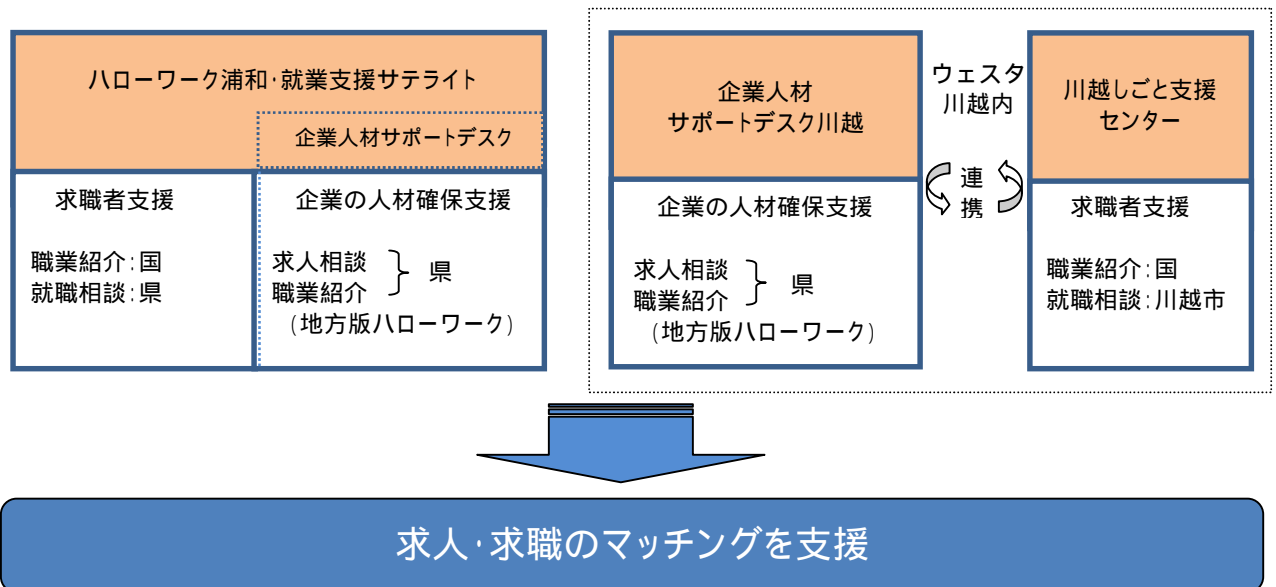 ハローワーク浦和・就業支援サテライト
企業人材サポートデスク
求職者支援
職業紹介：国
就職相談：県
企業の人材確保支援
求人相談
職業紹介
県
（地方版ハローワーク）
企業人材
サポートデスク川越
企業の人材確保支援
求人相談
職業紹介
県
（地方版ハローワーク）
ウェスタ
川越内
連
携
川越しごと支援
センター
求職者支援
職業紹介：国
就職相談：川越市
求人・求職のマッチングを支援